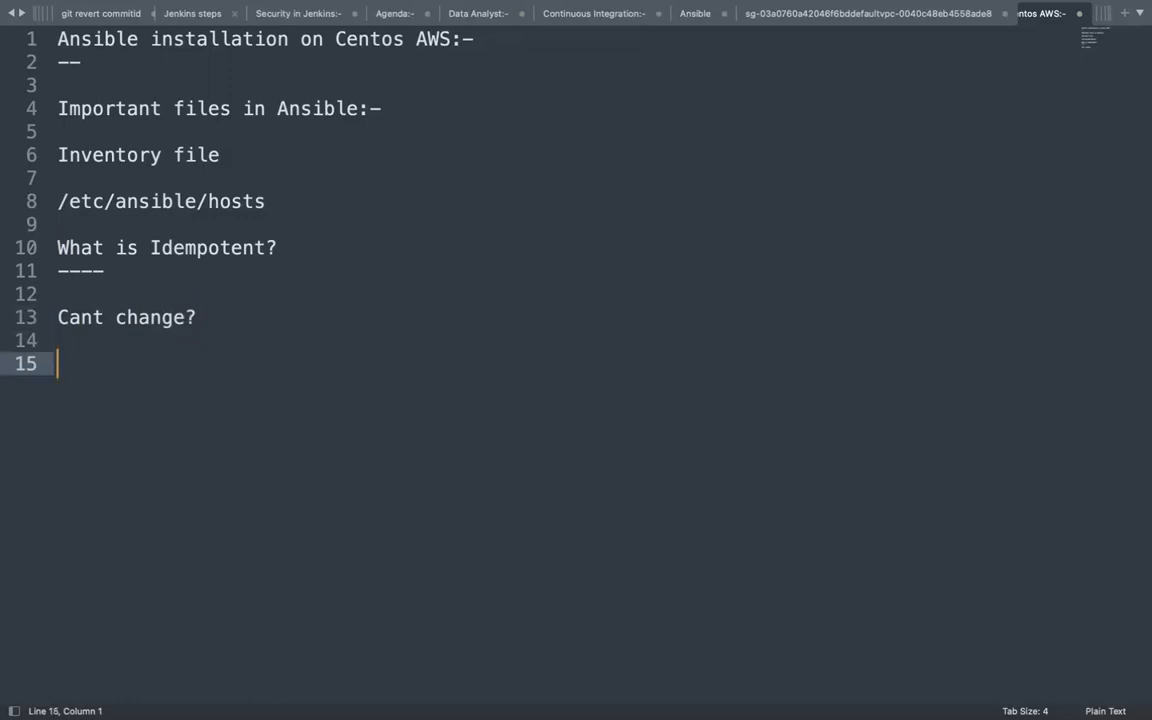 git revert commitid
Jenkins steps
Security in Jenkins:-
Agenda:-
Data Analyst:-
Continuous Integration:-
Ansible
sg-03a0760a42046f6bddefaultvpc-0040c48eb4558ade8
entos AWS:-
1 Ansible installation on Centos AWS:-
2 --
3
4 Important files in Ansible:-
5
6 Inventory file
7
8 /etc/ansible/hosts
9
10 What is Idempotent?
11 ----
12
13 Cant change?
14
15
Line 15, Column 1
Tab Size: 4
Plain Text